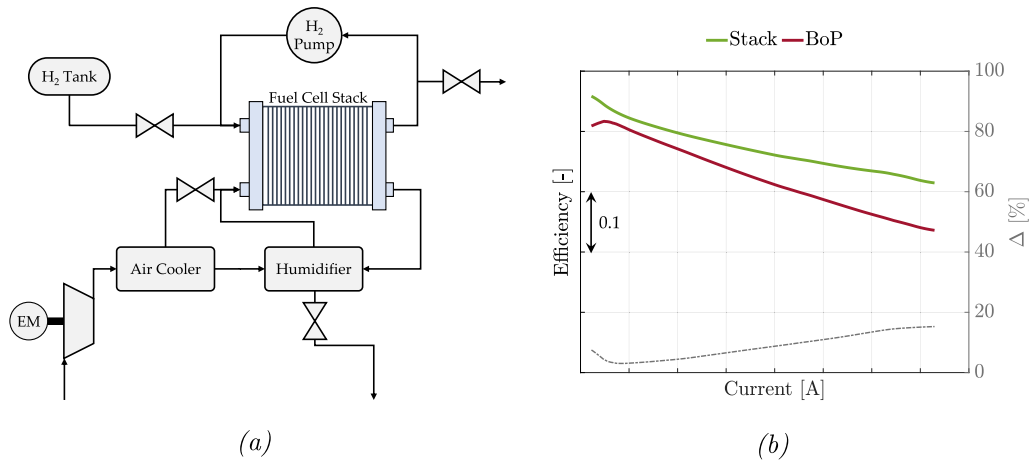 H₂
Pump
H₂ Tank
Fuel Cell Stack
Air Cooler
Humidifier
EM
(a)
Stack
BoP
Efficiency [-]
0.1
100
80
60
40
20
0
Δ [%]
Current [A]
(b)